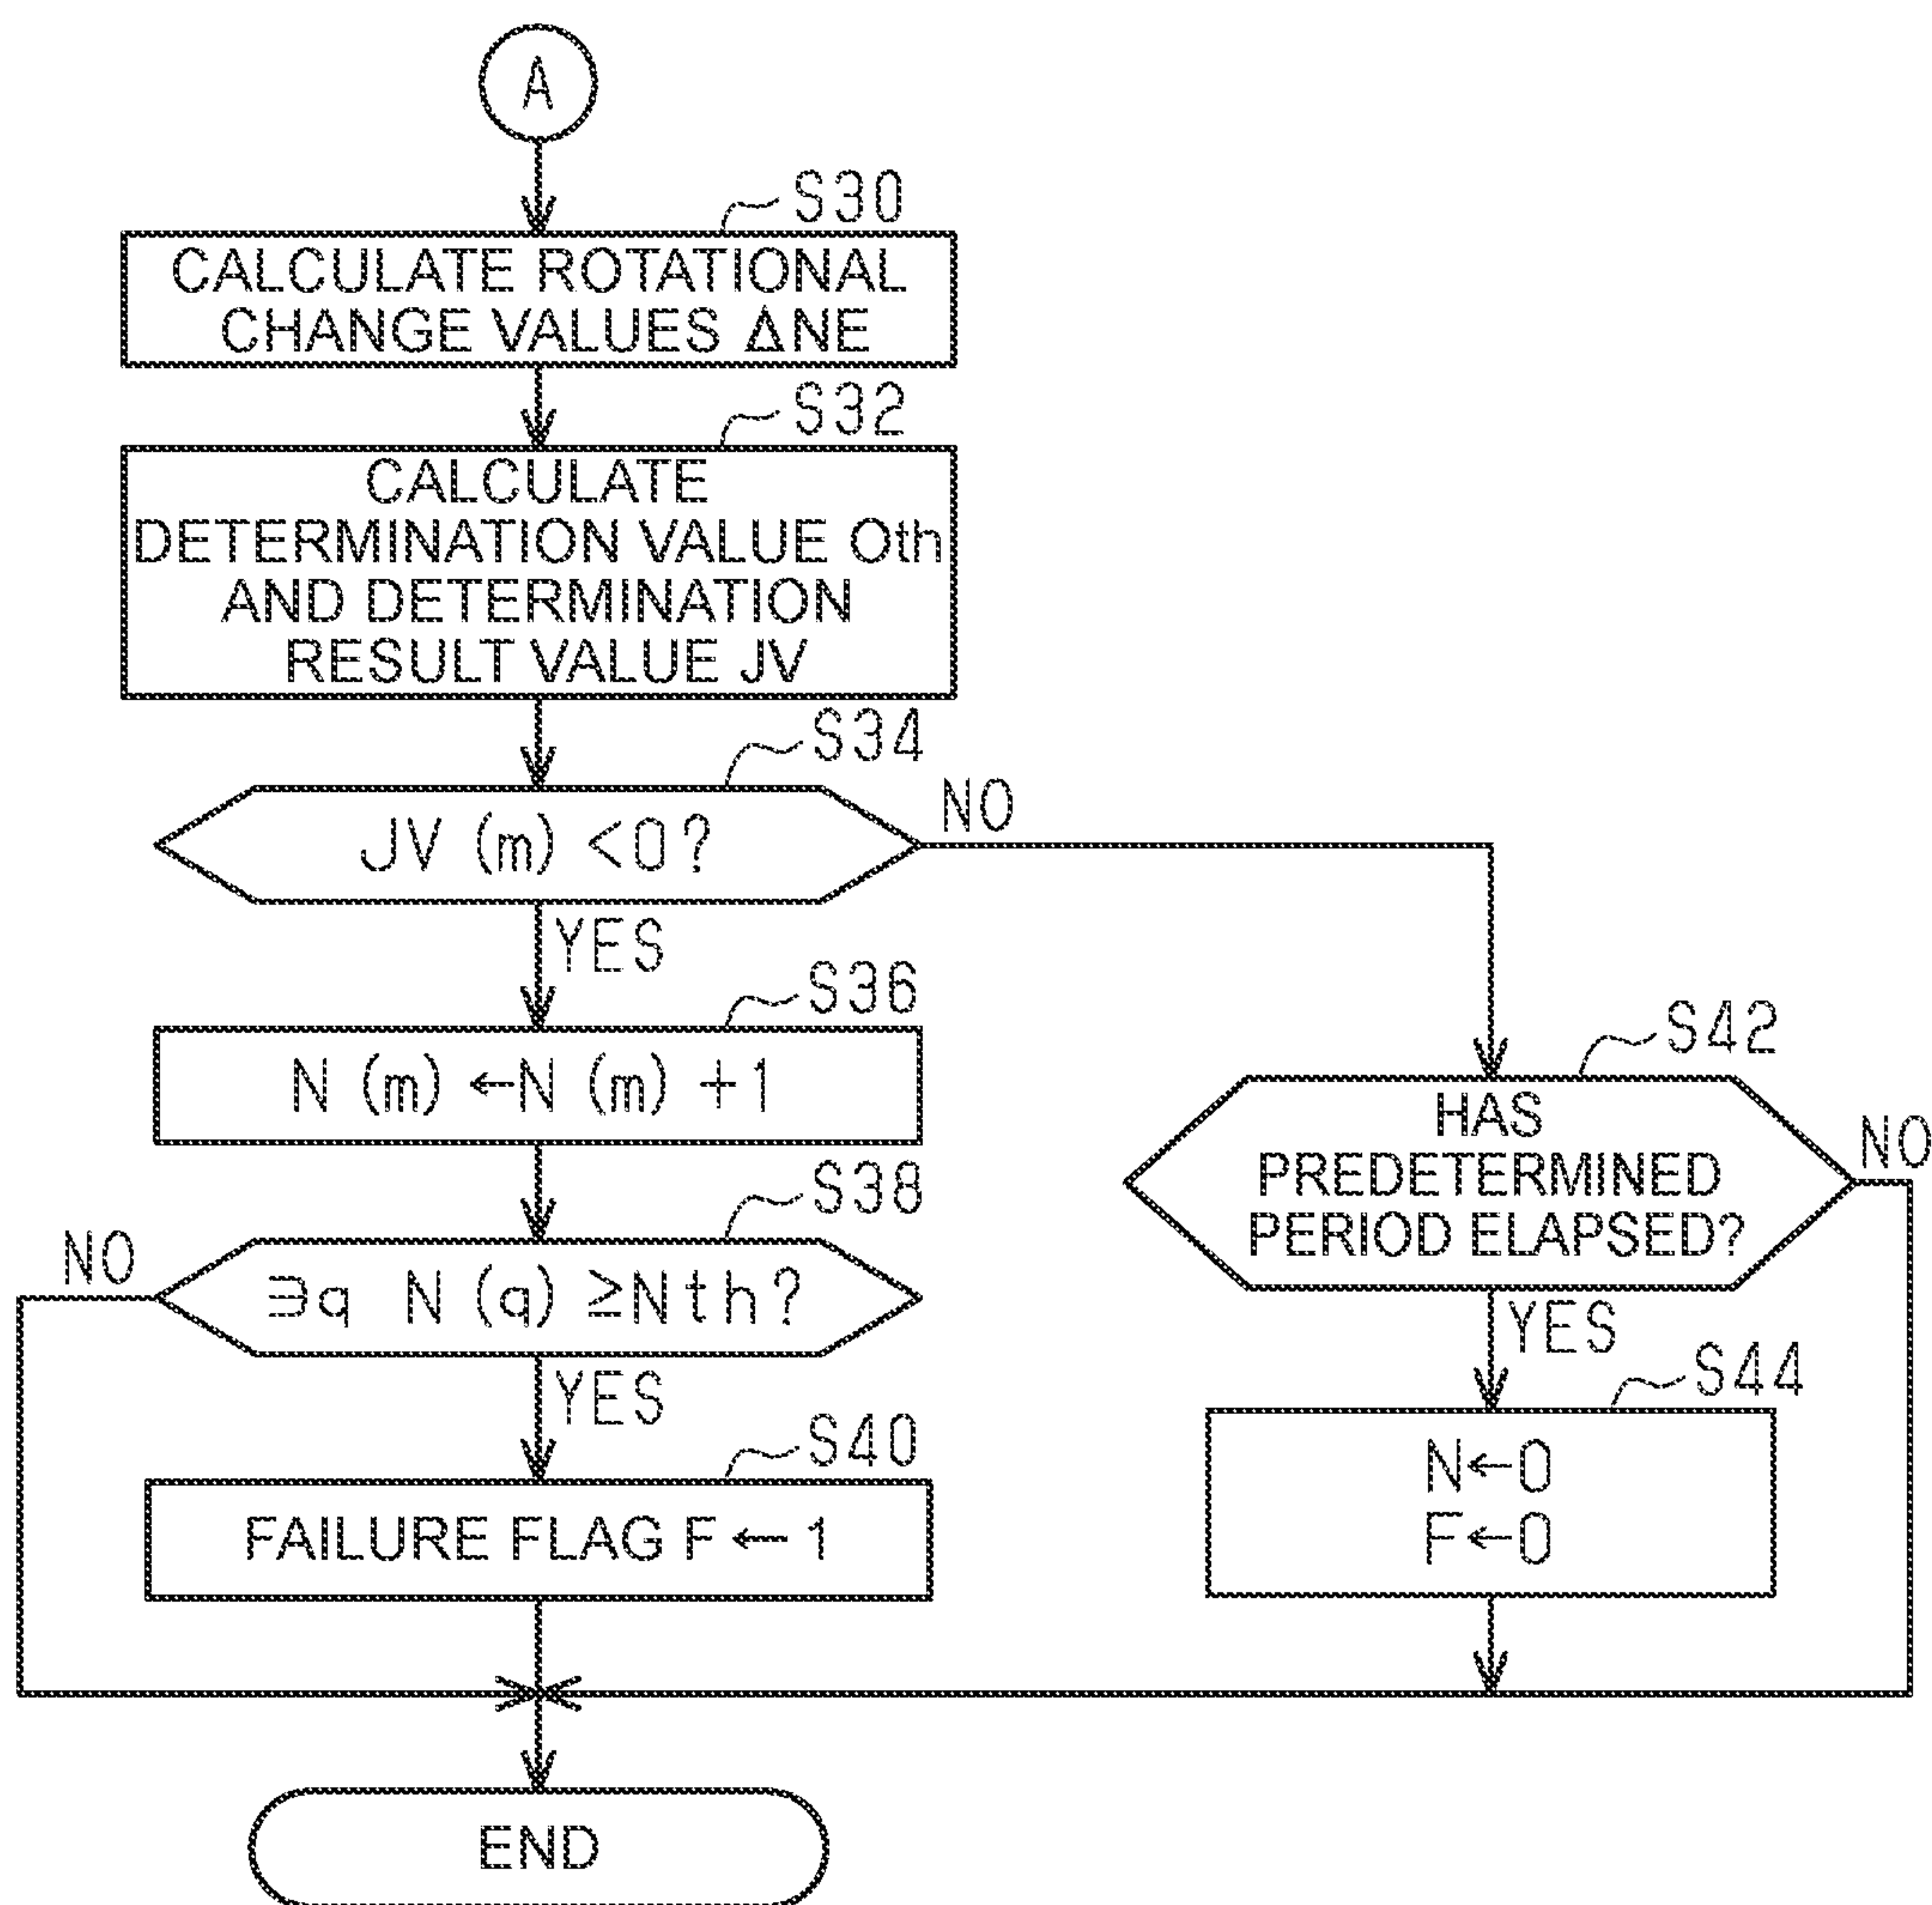 A
S30
CALCULATE ROTATIONAL
CHANGE VALUES ΔNE
S32
CALCULATE
DETERMINATION VALUE Oth
AND DETERMINATION
RESULT VALUE JV
S34
JV (m) <0?
NO
YES
S36
N (m) ←N (m) +1
S38
∃q N (q) ≧Nth?
NO
YES
S40
FAILURE FLAG F ← 1
S42
HAS
PREDETERMINED
PERIOD ELAPSED?
NO
YES
S44
N←0
F←0
END